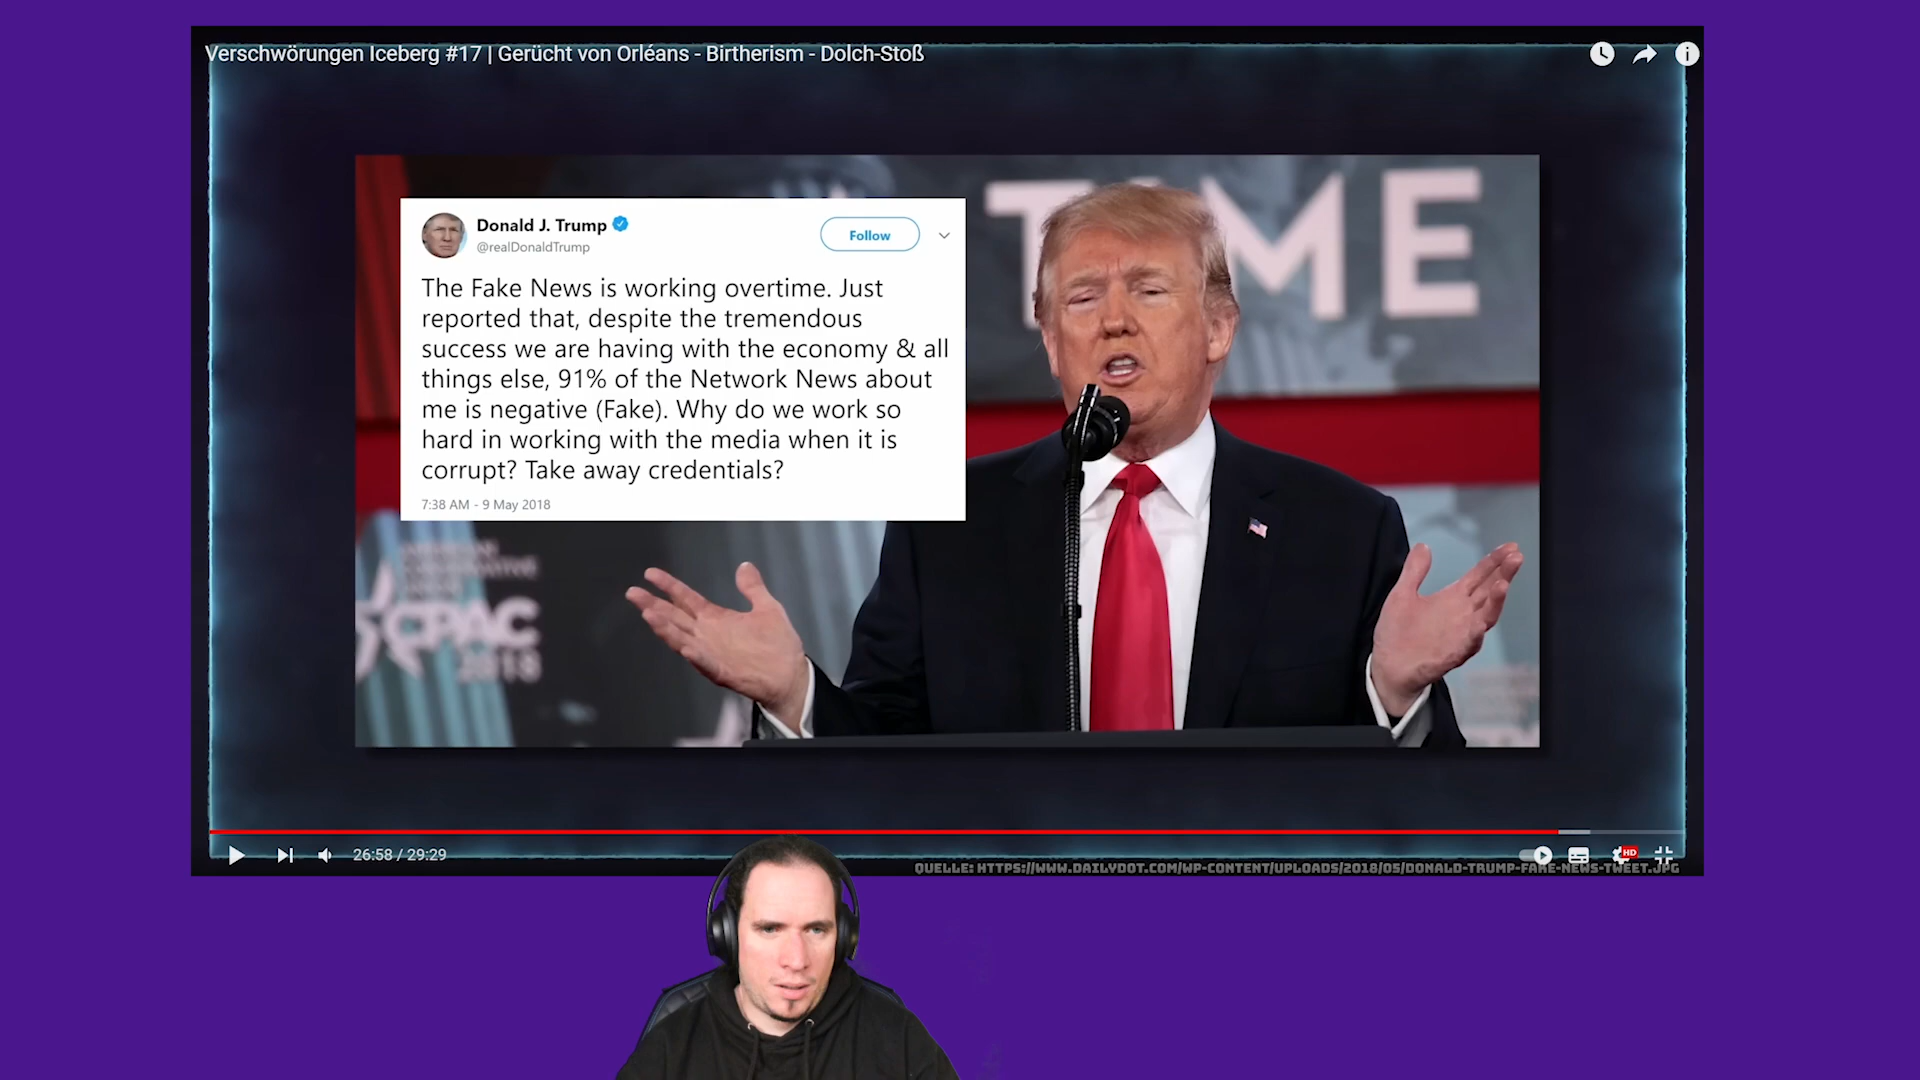 Verschwörungen Iceberg #17 | Gerücht von Orléans - Birtherism - Dolch-Stoß
TIME
Donald J. Trump
@realDonaldTrump
Follow
The Fake News is working overtime. Just
reported that, despite the tremendous
success we are having with the economy & all
things else, 91% of the Network News about
me is negative (Fake). Why do we work so
hard in working with the media when it is
corrupt? Take away credentials?
7:38 AM - 9 May 2018
AMERICAN
CONSERVATIVE
CPAC
2018
26:58 / 29:29
HD
QUELLE: HTTPS://WWW.DAILYDOT.COM/WP-CONTENT/UPLOADS/2018/05/DONALD-TRUMP-FAKE-NEWS-TWEET.JPG